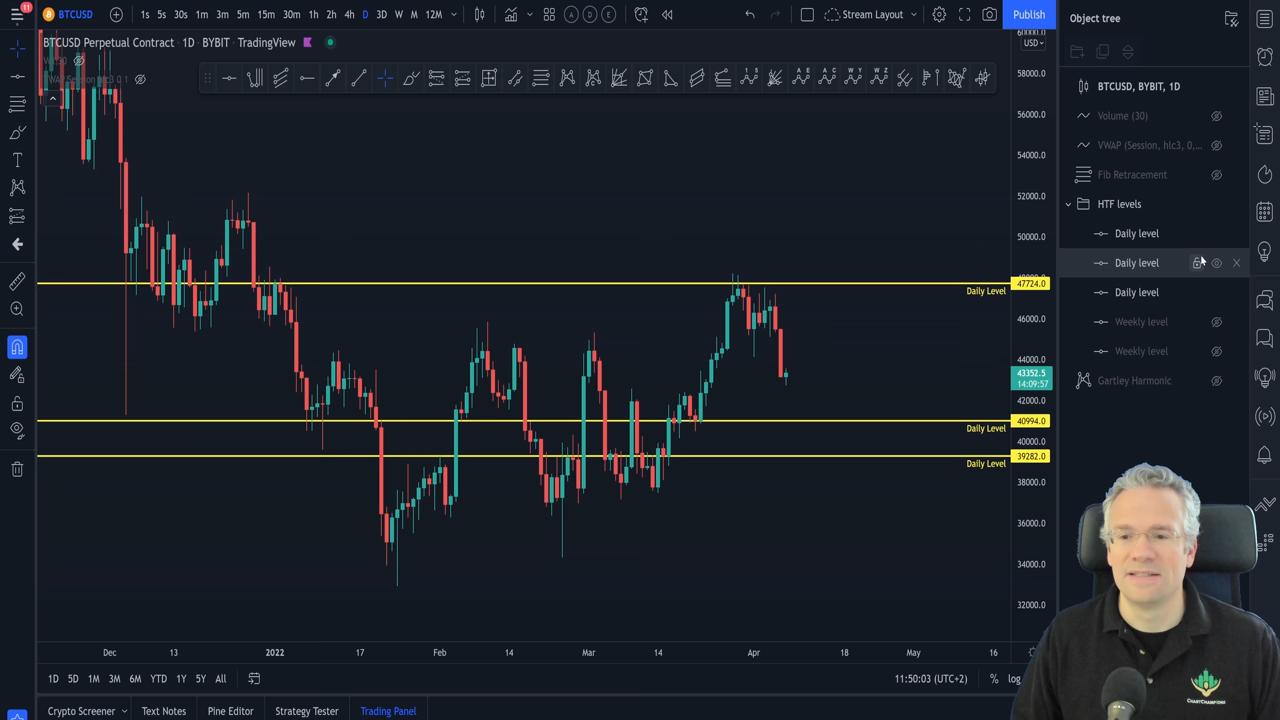 11
BTCUSD
1s 5s 30s 1m 3m 5m 15m 30m 1h 2h 4h D 3D W M 12M
A D E
Stream Layout
Publish
Object tree
BTCUSD Perpetual Contract · 1D · BYBIT · TradingView
USD
60000.0
58000.0
56000.0
54000.0
52000.0
50000.0
46000.0
44000.0
42000.0
40000.0
38000.0
36000.0
34000.0
32000.0
47724.0
43352.5
14:09:57
40994.0
39282.0
Daily Level
Daily Level
Daily Level
BTCUSD, BYBIT, 1D
Volume (30)
VWAP (Session, hlc3, 0,...
Fib Retracement
HTF levels
Daily level
Daily level
Daily level
Weekly level
Weekly level
Gartley Harmonic
Dec 13 2022 17 Feb 14 Mar 14 Apr 18 May 16
1D 5D 1M 3M 6M YTD 1Y 5Y All
11:50:03 (UTC+2) % log
Crypto Screener Text Notes Pine Editor Strategy Tester Trading Panel
CHARTCHAMPIONS